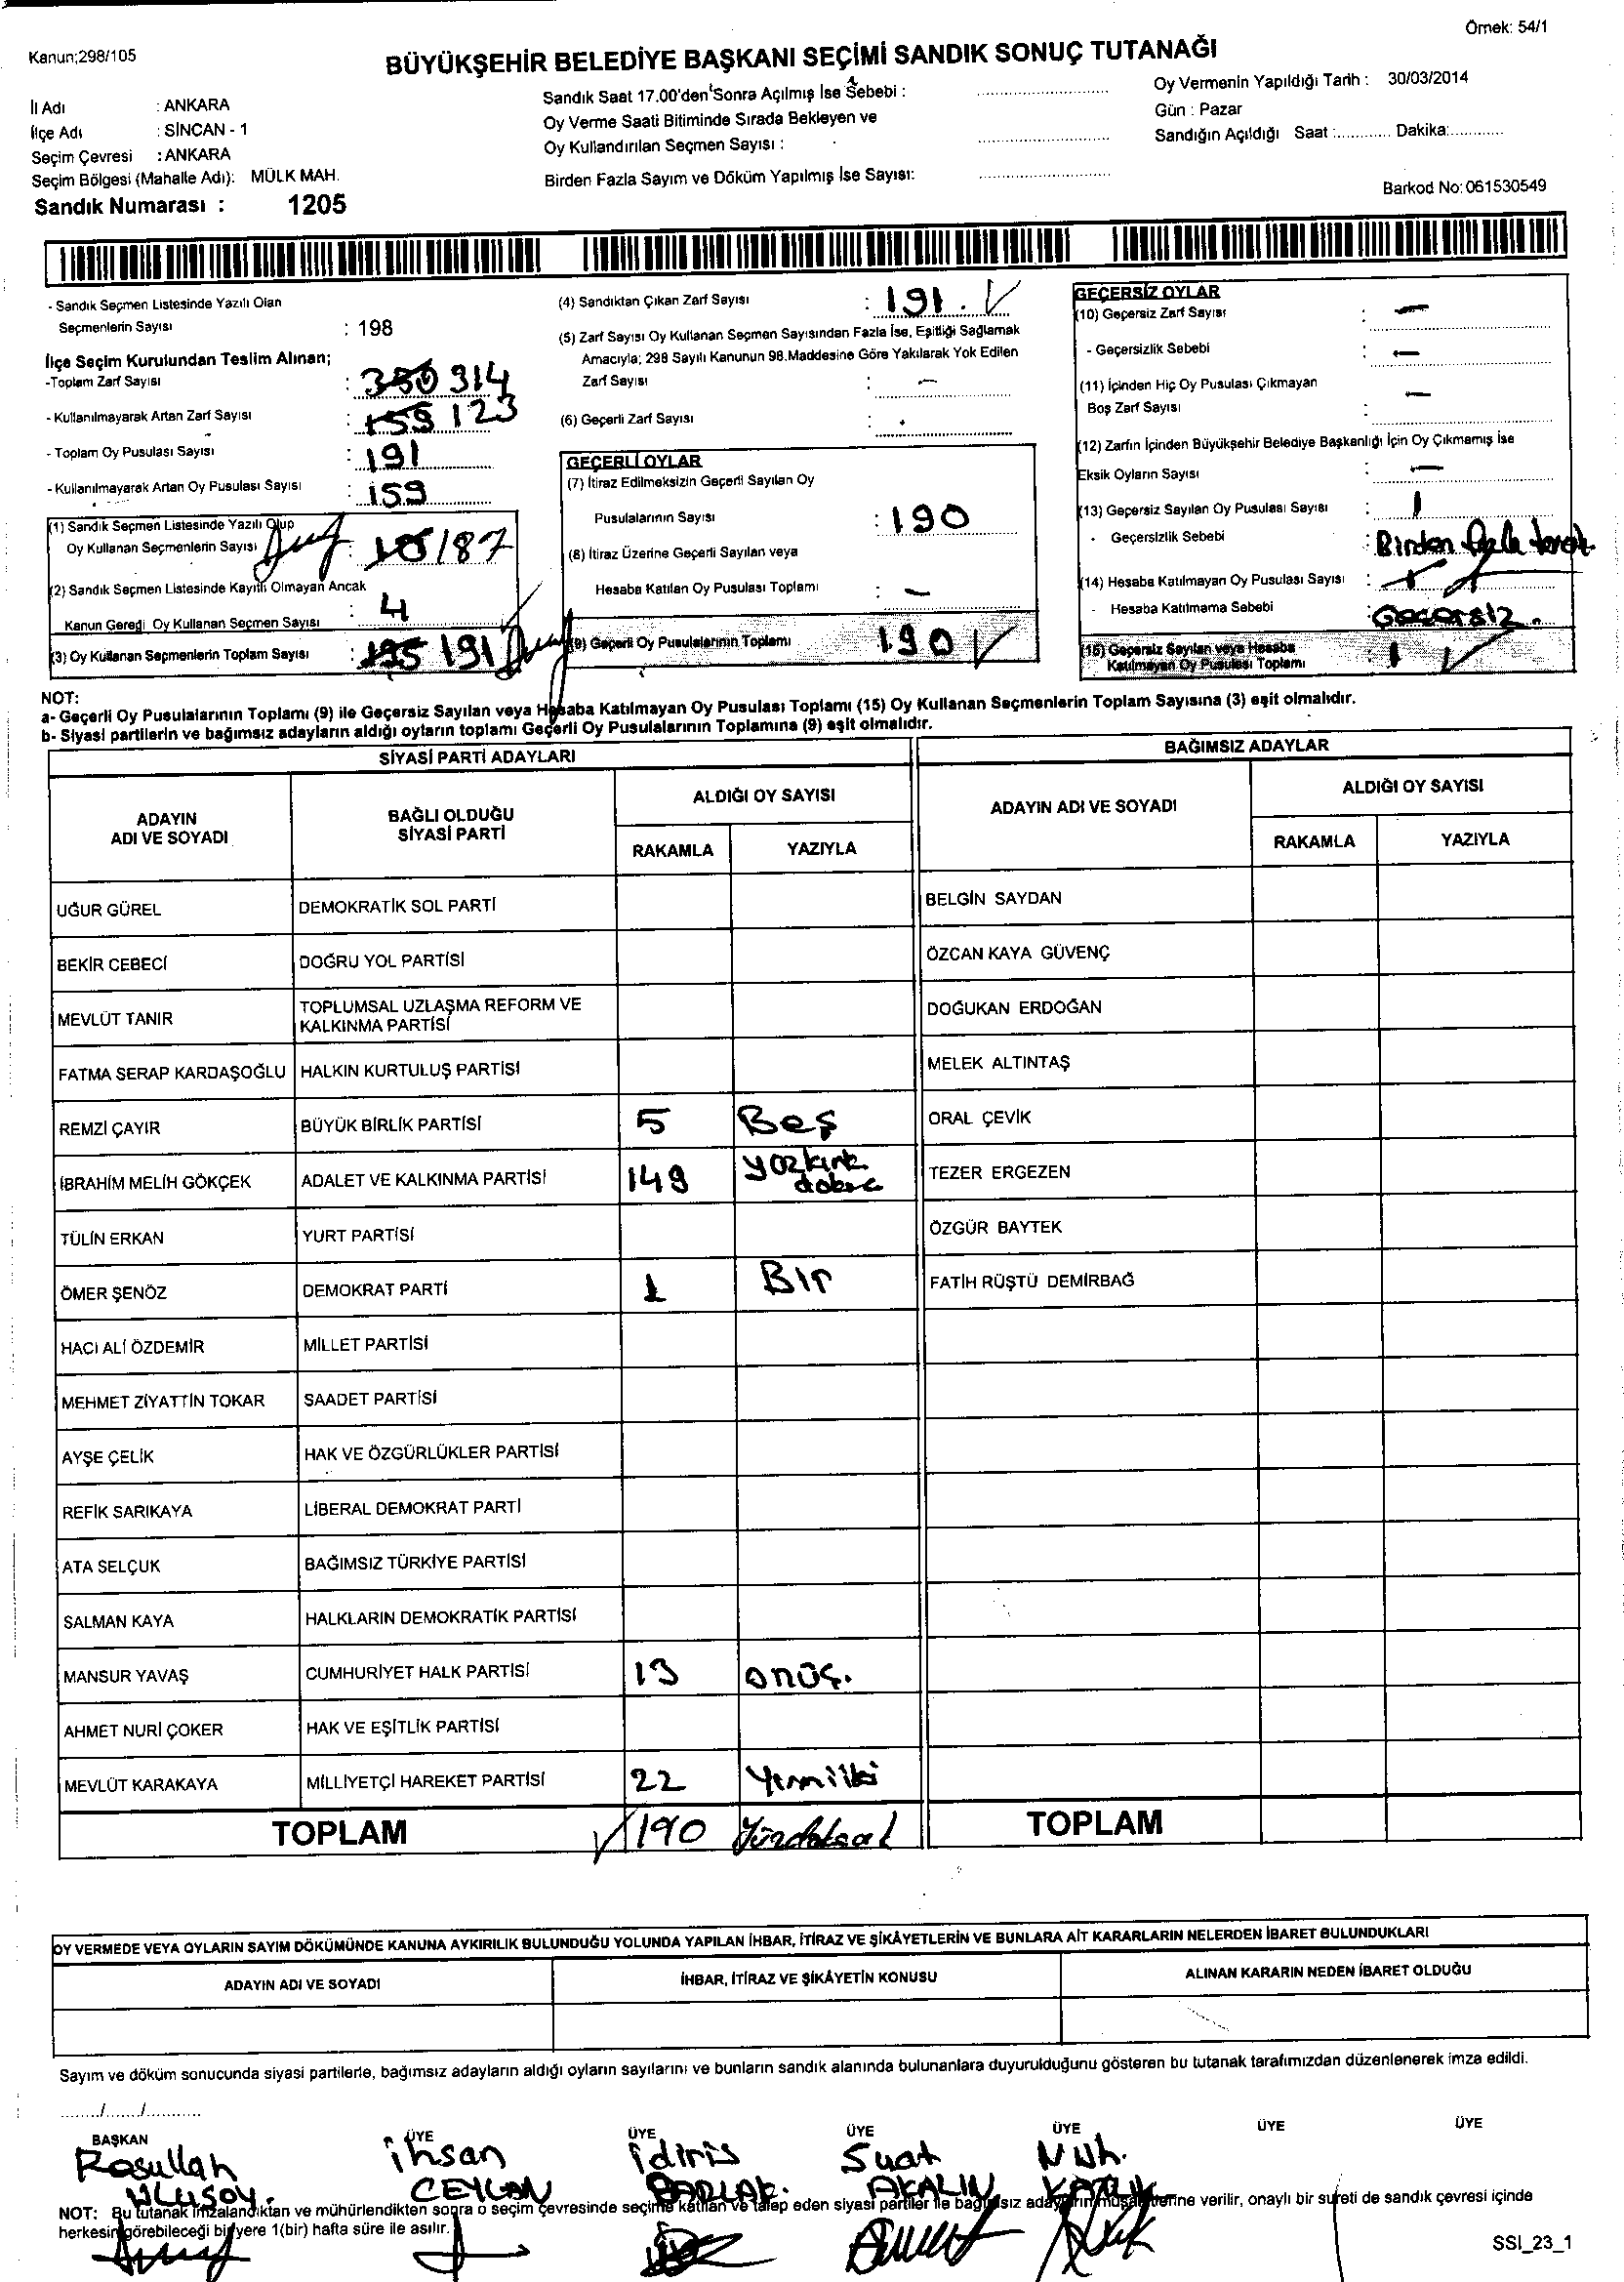 Örnek: 54/1
Kanun;298/105
BÜYÜKŞEHİR BELEDİYE BAŞKANI SEÇİMİ SANDIK SONUÇ TUTANAĞI
İl Adı : ANKARA
İlçe Adı : SİNCAN - 1
Seçim Çevresi : ANKARA
Seçim Bölgesi (Mahalle Adı): MÜLK MAH.
Sandık Numarası : 1205
Sandık Saat 17.00'den Sonra Açılmış İse Sebebi :
Oy Verme Saati Bitiminde Sırada Bekleyen ve
Oy Kullandırılan Seçmen Sayısı :
Birden Fazla Sayım ve Döküm Yapılmış İse Sayısı:
Oy Vermenin Yapıldığı Tarih : 30/03/2014
Gün : Pazar
Sandığın Açıldığı Saat :............ Dakika:............
Barkod No: 061530549
- Sandık Seçmen Listesinde Yazılı Olan
Seçmenlerin Sayısı : 198
İlçe Seçim Kurulundan Teslim Alınan;
-Toplam Zarf Sayısı : 350 314
- Kullanılmayarak Artan Zarf Sayısı : 159 123
- Toplam Oy Pusulası Sayısı : 191
- Kullanılmayarak Artan Oy Pusulası Sayısı : 159
(1) Sandık Seçmen Listesinde Yazılı Olup
Oy Kullanan Seçmenlerin Sayısı : 187
(2) Sandık Seçmen Listesinde Kayıtlı Olmayan Ancak
Kanun Gereği Oy Kullanan Seçmen Sayısı : 4
(3) Oy Kullanan Seçmenlerin Toplam Sayısı : 195 191
(4) Sandıktan Çıkan Zarf Sayısı : 191.
(5) Zarf Sayısı Oy Kullanan Seçmen Sayısından Fazla İse, Eşitliği Sağlamak
Amacıyla; 298 Sayılı Kanunun 98.Maddesine Göre Yakılarak Yok Edilen
Zarf Sayısı : —
(6) Geçerli Zarf Sayısı : .
GEÇERLİ OYLAR
(7) İtiraz Edilmeksizin Geçerli Sayılan Oy
Pusulalarının Sayısı : 190
(8) İtiraz Üzerine Geçerli Sayılan veya
Hesaba Katılan Oy Pusulası Toplamı : —
(9) Geçerli Oy Pusulalarının Toplamı 190
GEÇERSİZ OYLAR
(10) Geçersiz Zarf Sayısı : —
- Geçersizlik Sebebi : —
(11) İçinden Hiç Oy Pusulası Çıkmayan
Boş Zarf Sayısı : —
(12) Zarfın İçinden Büyükşehir Belediye Başkanlığı İçin Oy Çıkmamış İse
Eksik Oyların Sayısı : —
(13) Geçersiz Sayılan Oy Pusulası Sayısı : 1
- Geçersizlik Sebebi : Birden fazla
(14) Hesaba Katılmayan Oy Pusulası Sayısı :
- Hesaba Katılmama Sebebi : Geçersiz.
(15) Geçersiz Sayılan veya Hesaba
Katılmayan Oy Pusulası Toplamı 1
NOT:
a- Geçerli Oy Pusulalarının Toplamı (9) ile Geçersiz Sayılan veya Hesaba Katılmayan Oy Pusulası Toplamı (15) Oy Kullanan Seçmenlerin Toplam Sayısına (3) eşit olmalıdır.
b- Siyasi partilerin ve bağımsız adayların aldığı oyların toplamı Geçerli Oy Pusulalarının Toplamına (9) eşit olmalıdır.
SİYASİ PARTİ ADAYLARI
ADAYIN ADI VE SOYADI
BAĞLI OLDUĞU SİYASİ PARTİ
ALDIĞI OY SAYISI
RAKAMLA YAZIYLA
UĞUR GÜREL DEMOKRATİK SOL PARTİ
BEKİR CEBECİ DOĞRU YOL PARTİSİ
MEVLÜT TANIR TOPLUMSAL UZLAŞMA REFORM VE KALKINMA PARTİSİ
FATMA SERAP KARDAŞOĞLU HALKIN KURTULUŞ PARTİSİ
REMZİ ÇAYIR BÜYÜK BİRLİK PARTİSİ 5 Beş
İBRAHİM MELİH GÖKÇEK ADALET VE KALKINMA PARTİSİ 149 yüzkırk dokuz
TÜLİN ERKAN YURT PARTİSİ
ÖMER ŞENÖZ DEMOKRAT PARTİ 1 Bir
HACI ALİ ÖZDEMİR MİLLET PARTİSİ
MEHMET ZİYATTİN TOKAR SAADET PARTİSİ
AYŞE ÇELİK HAK VE ÖZGÜRLÜKLER PARTİSİ
REFİK SARIKAYA LİBERAL DEMOKRAT PARTİ
ATA SELÇUK BAĞIMSIZ TÜRKİYE PARTİSİ
SALMAN KAYA HALKLARIN DEMOKRATİK PARTİSİ
MANSUR YAVAŞ CUMHURİYET HALK PARTİSİ 13 onüç.
AHMET NURİ ÇOKER HAK VE EŞİTLİK PARTİSİ
MEVLÜT KARAKAYA MİLLİYETÇİ HAREKET PARTİSİ 22 Yirmiiki
TOPLAM 190 Yüzdoksan
BAĞIMSIZ ADAYLAR
ADAYIN ADI VE SOYADI
ALDIĞI OY SAYISI
RAKAMLA YAZIYLA
BELGİN SAYDAN
ÖZCAN KAYA GÜVENÇ
DOĞUKAN ERDOĞAN
MELEK ALTINTAŞ
ORAL ÇEVİK
TEZER ERGEZEN
ÖZGÜR BAYTEK
FATİH RÜŞTÜ DEMİRBAĞ
TOPLAM
OY VERMEDE VEYA OYLARIN SAYIM DÖKÜMÜNDE KANUNA AYKIRILIK BULUNDUĞU YOLUNDA YAPILAN İHBAR, İTİRAZ VE ŞİKÂYETLERİN VE BUNLARA AİT KARARLARIN NELERDEN İBARET BULUNDUKLARI
ADAYIN ADI VE SOYADI İHBAR, İTİRAZ VE ŞİKÂYETİN KONUSU ALINAN KARARIN NEDEN İBARET OLDUĞU
Sayım ve döküm sonucunda siyasi partilerle, bağımsız adayların aldığı oyların sayılarını ve bunların sandık alanında bulunanlara duyurulduğunu gösteren bu tutanak tarafımızdan düzenlenerek imza edildi.
......./......./...........
BAŞKAN ÜYE ÜYE ÜYE ÜYE ÜYE ÜYE
Rasullah ihsan idiris Suat Nuh.
ULUSOY. CEYLAN PARLAK. AKALIN
NOT: Bu tutanak imzalandıktan ve mühürlendikten sonra o seçim çevresinde seçime katılan ve talep eden siyasi partiler ile bağımsız adayların müşahitlerine verilir, onaylı bir sureti de sandık çevresi içinde
herkesin görebileceği bir yere 1(bir) hafta süre ile asılır.
SSI_23_1